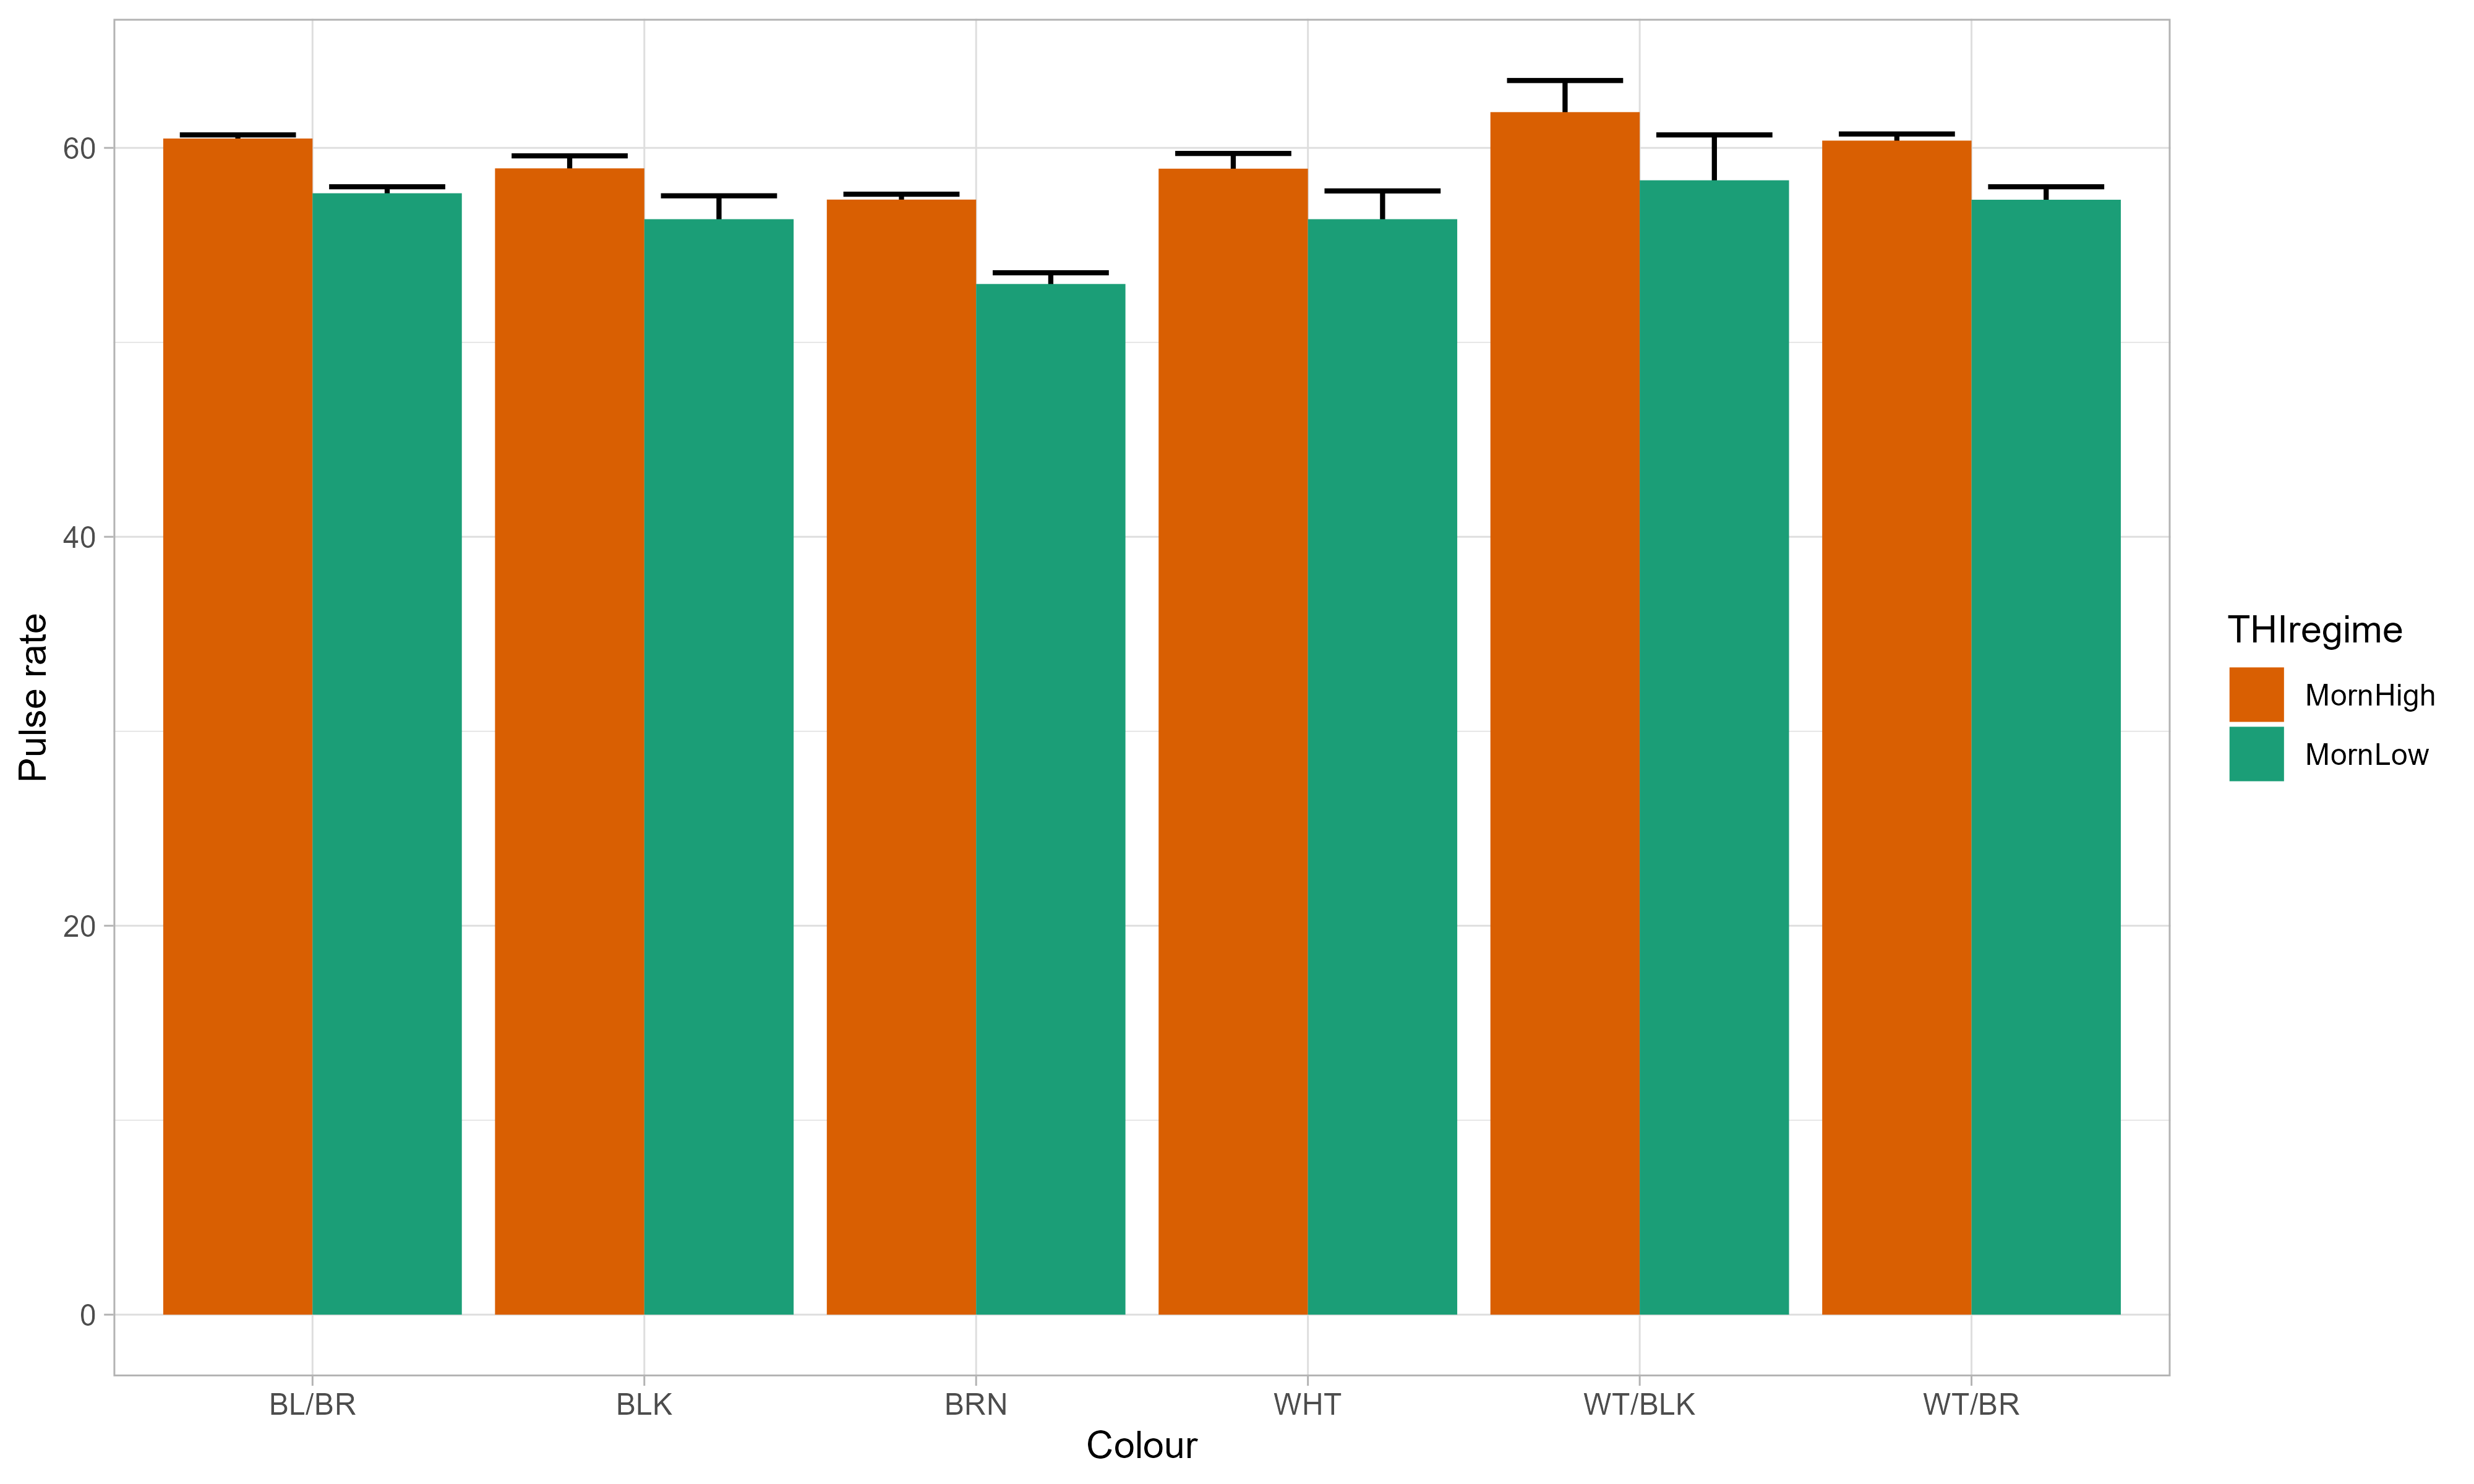 60
40
20
0
Pulse rate
BL/BR BLK BRN WHT WT/BLK WT/BR
Colour
THIregime
MornHigh
MornLow